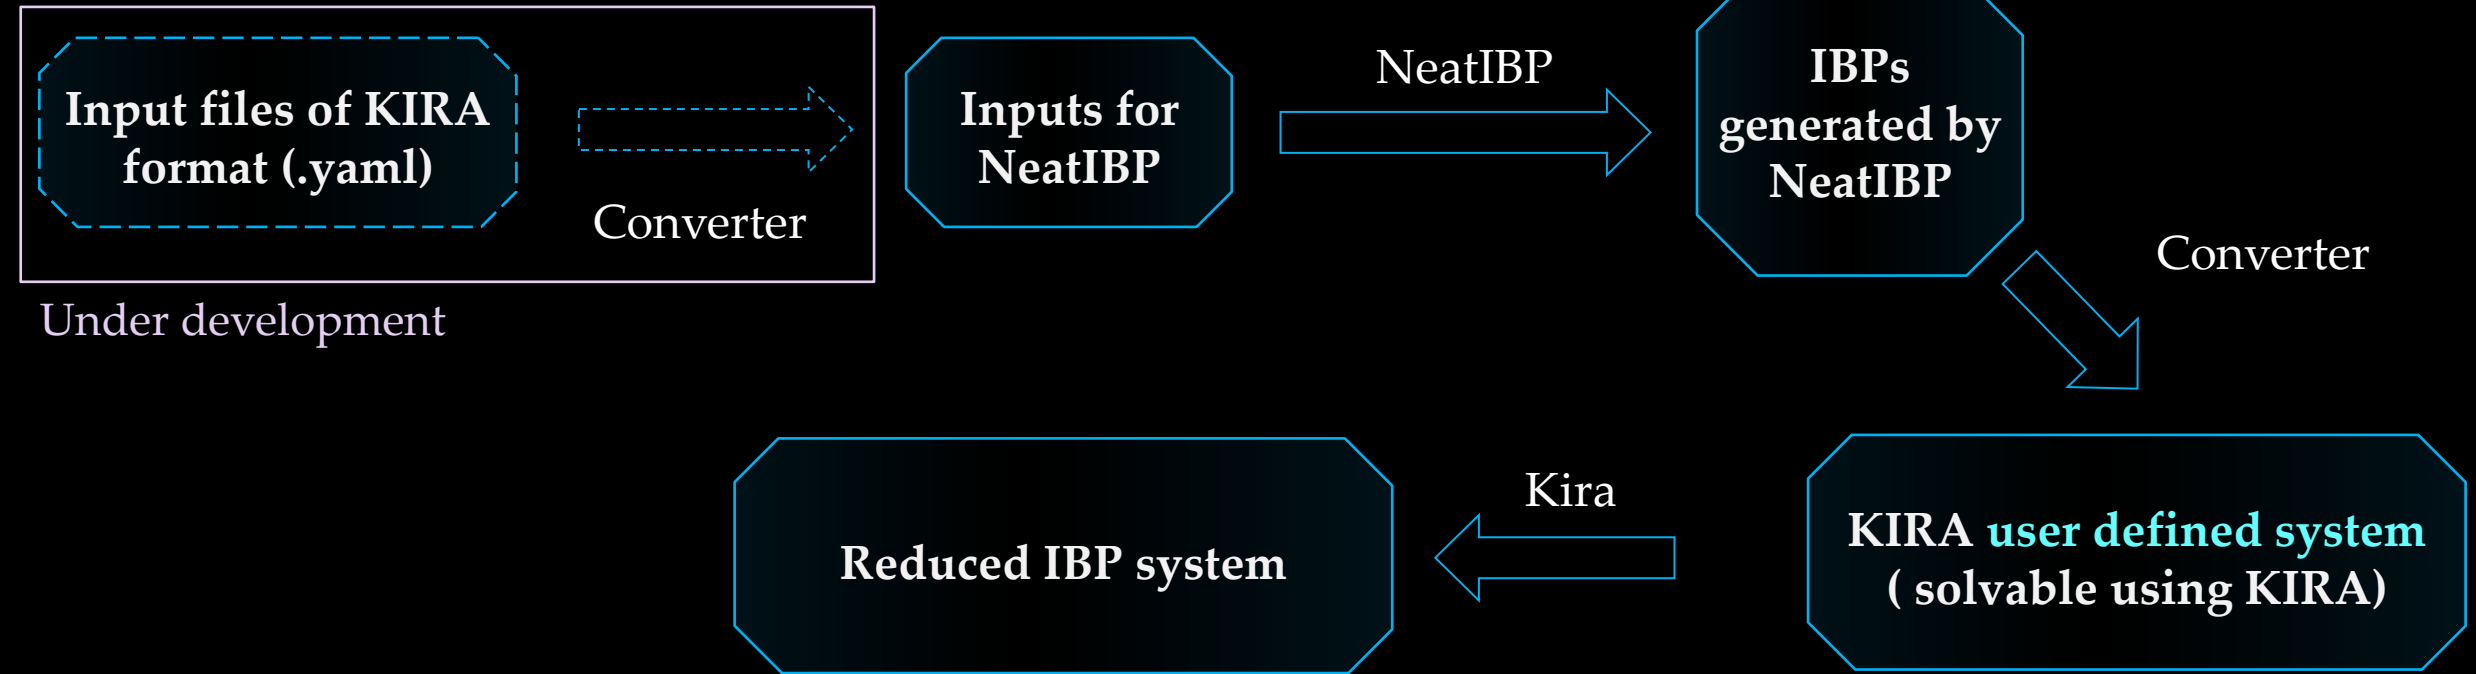 Input files of KIRA
format (.yaml)
Converter
Under development
Inputs for
NeatIBP
NeatIBP
IBPs
generated by
NeatIBP
Converter
KIRA user defined system
( solvable using KIRA)
Kira
Reduced IBP system